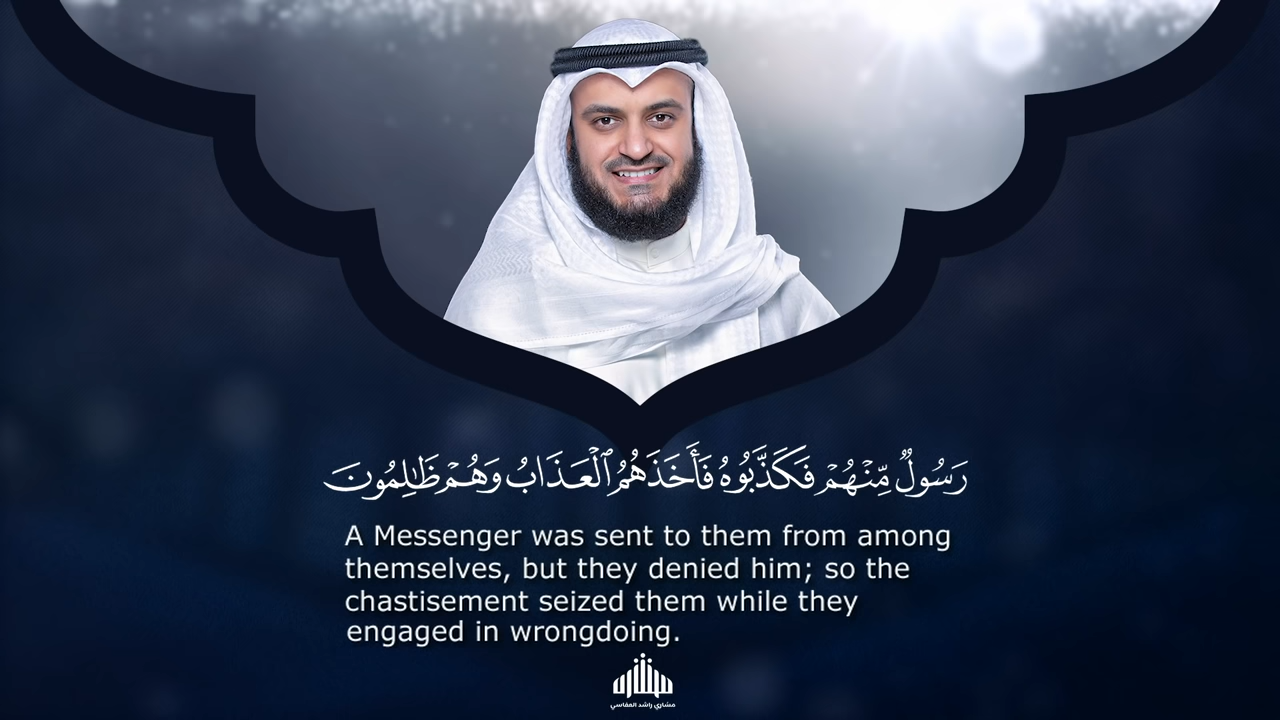 رَسُولٌ مِّنْهُمْ فَكَذَّبُوهُ فَأَخَذَهُمُ ٱلْعَذَابُ وَهُمْ ظَٰلِمُونَ
A Messenger was sent to them from among
themselves, but they denied him; so the
chastisement seized them while they
engaged in wrongdoing.
مشاري راشد العفاسي